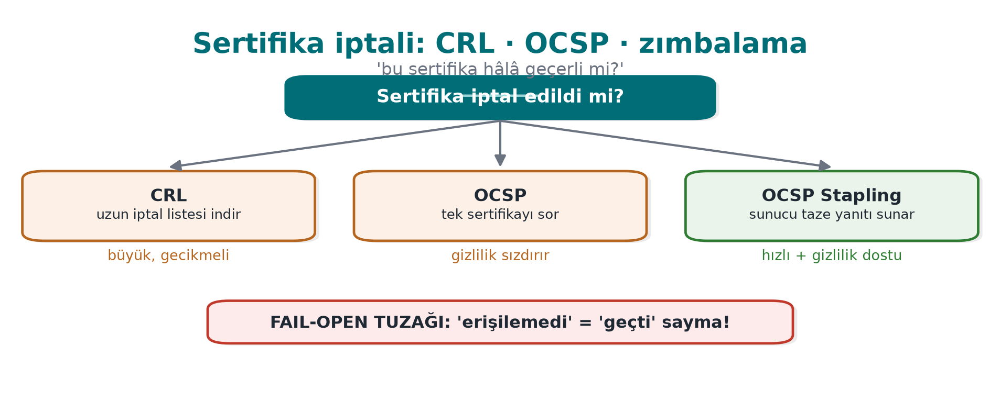 Sertifika iptali: CRL · OCSP · zımbalama
'bu sertifika hâlâ geçerli mi?'
Sertifika iptal edildi mi?
CRL
uzun iptal listesi indir
büyük, gecikmeli
OCSP
tek sertifikayı sor
gizlilik sızdırır
OCSP Stapling
sunucu taze yanıtı sunar
hızlı + gizlilik dostu
FAIL-OPEN TUZAĞI: 'erişilemedi' = 'geçti' sayma!